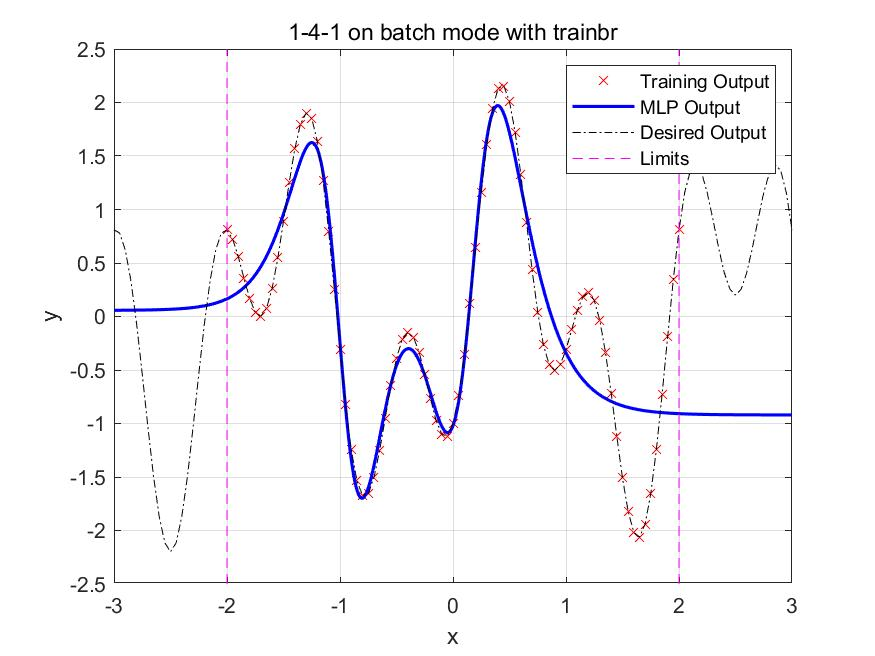 1-4-1 on batch mode with trainbr
2.5
2
1.5
1
0.5
0
-0.5
-1
-1.5
-2
-2.5
y
Training Output
MLP Output
Desired Output
Limits
-3 -2 -1 0 1 2 3
x